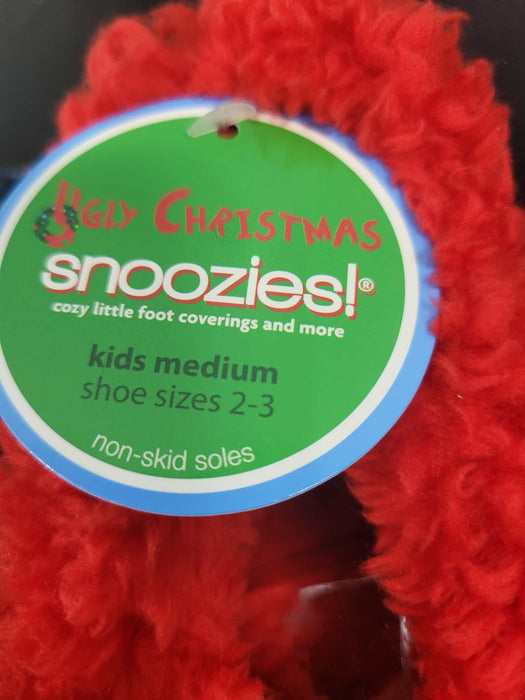 Ugly Christmas
snoozies!®
cozy little foot coverings and more
kids medium
shoe sizes 2-3
non-skid soles